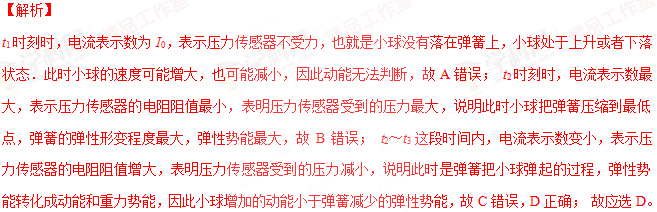 【解析】
t₁时刻时，电流表示数为 I₀，表示压力传感器不受力，也就是小球没有落在弹簧上，小球处于上升或者下落
状态．此时小球的速度可能增大，也可能减小，因此动能无法判断，故 A 错误； t₂时刻时，电流表示数最
大，表示压力传感器的电阻阻值最小，表明压力传感器受到的压力最大，说明此时小球把弹簧压缩到最低
点，弹簧的弹性形变程度最大，弹性势能最大，故 B 错误； t₂～t₃这段时间内，电流表示数变小，表示压
力传感器的电阻阻值增大，表明压力传感器受到的压力减小，说明此时是弹簧把小球弹起的过程，弹性势
能转化成动能和重力势能，因此小球增加的动能小于弹簧减少的弹性势能，故 C 错误，D 正确； 故应选 D。